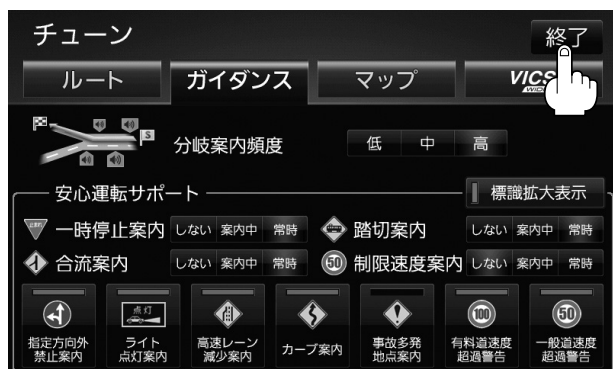 チューン
終了
ルート
ガイダンス
マップ
VICS
WIDE
S
分岐案内頻度
低
中
高
安心運転サポート
標識拡大表示
一時停止案内
しない
案内中
常時
踏切案内
しない
案内中
常時
合流案内
しない
案内中
常時
50
制限速度案内
しない
案内中
常時
指定方向外
禁止案内
点灯
ライト
点灯案内
高速レーン
減少案内
カーブ案内
事故多発
地点案内
100
有料道速度
超過警告
50
一般道速度
超過警告